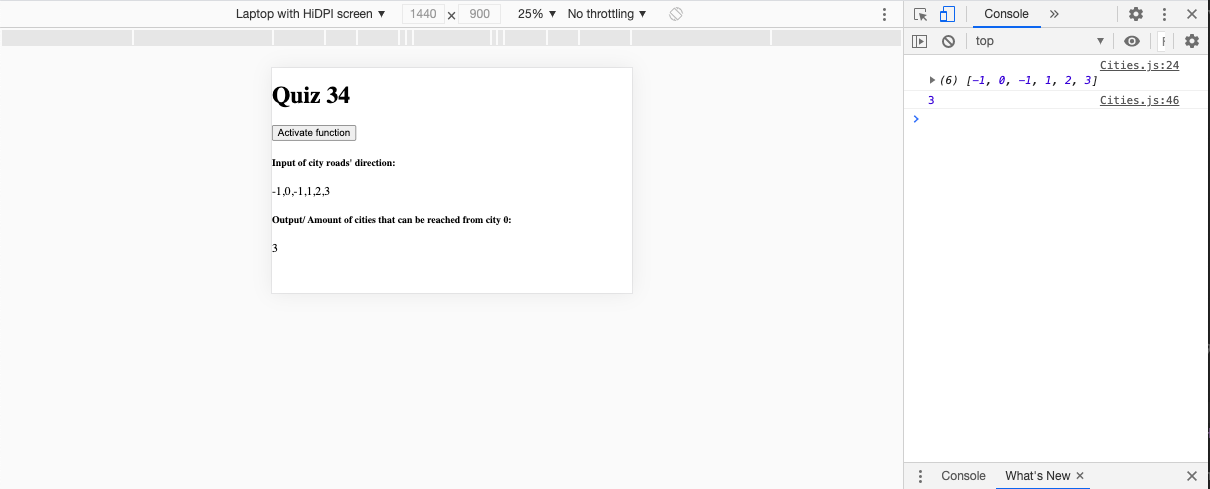 Laptop with HiDPI screen ▼ 1440 × 900 25% ▼ No throttling ▼
Console »
top ▼
Quiz 34
Activate function
Input of city roads' direction:
-1,0,-1,1,2,3
Output/ Amount of cities that can be reached from city 0:
3
Cities.js:24
▶(6) [-1, 0, -1, 1, 2, 3]
3 Cities.js:46
>
Console What's New ×